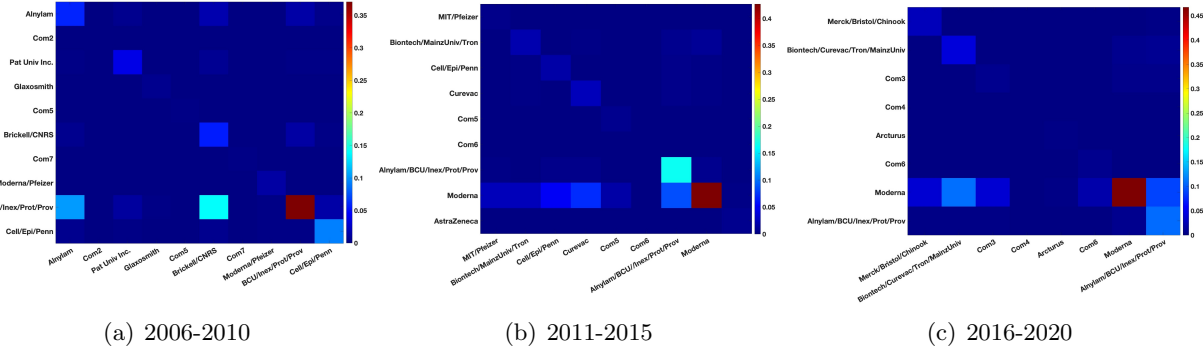 Alnylam
Com2
Pat Univ Inc.
Glaxosmith
Com5
Brickell/CNRS
Com7
Moderna/Pfeizer
/Inex/Prot/Prov
Cell/Epi/Penn
Alnylam
Com2
Pat Univ Inc.
Glaxosmith
Com5
Brickell/CNRS
Com7
Moderna/Pfeizer
BCU/Inex/Prot/Prov
Cell/Epi/Penn
0.35
0.3
0.25
0.2
0.15
0.1
0.05
0
(a) 2006-2010
MIT/Pfeizer
Biontech/MainzUniv/Tron
Cell/Epi/Penn
Curevac
Com5
Com6
Alnylam/BCU/Inex/Prot/Prov
Moderna
AstraZeneca
MIT/Pfeizer
Biontech/MainzUniv/Tron
Cell/Epi/Penn
Curevac
Com5
Com6
Alnylam/BCU//Inex/Prot/Prov
Moderna
0.4
0.35
0.3
0.25
0.2
0.15
0.1
0.05
0
(b) 2011-2015
Merck/Bristol/Chinook
Biontech/Curevac/Tron/MainzUniv
Com3
Com4
Arcturus
Com6
Moderna
Alnylam/BCU/Inex/Prot/Prov
Merck/Bristol/Chinook
Biontech/Curevac/Tron/MainzUniv
Com3
Com4
Arcturus
Com6
Moderna
Alnylam/BCU/Inex/Prot/Prov
0.45
0.4
0.35
0.3
0.25
0.2
0.15
0.1
0.05
0
(c) 2016-2020